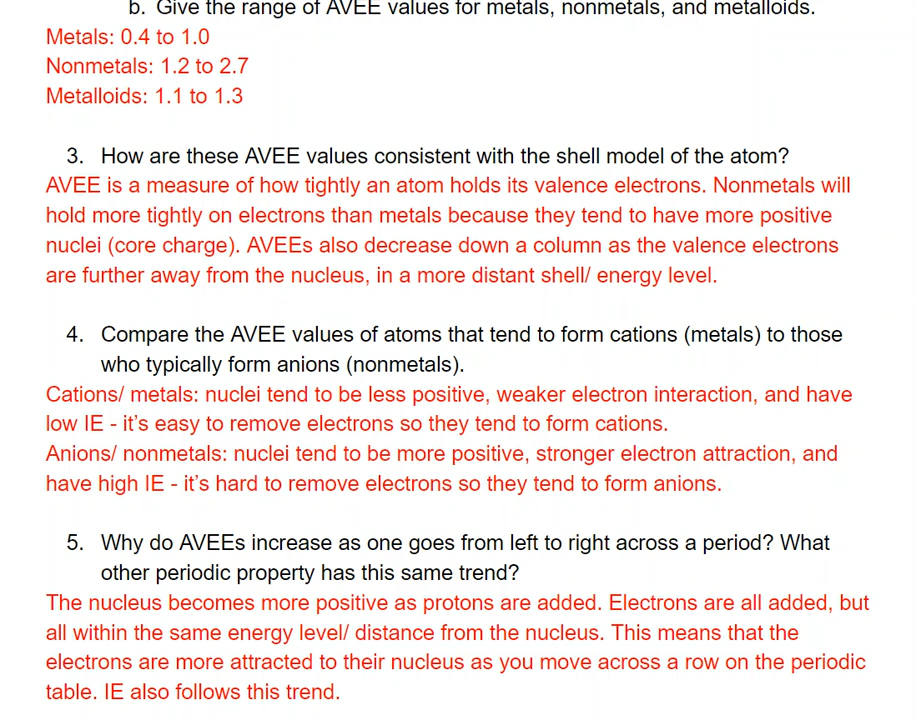 b. Give the range of AVEE values for metals, nonmetals, and metalloids.
Metals: 0.4 to 1.0
Nonmetals: 1.2 to 2.7
Metalloids: 1.1 to 1.3
3. How are these AVEE values consistent with the shell model of the atom?
AVEE is a measure of how tightly an atom holds its valence electrons. Nonmetals will
hold more tightly on electrons than metals because they tend to have more positive
nuclei (core charge). AVEEs also decrease down a column as the valence electrons
are further away from the nucleus, in a more distant shell/ energy level.
4. Compare the AVEE values of atoms that tend to form cations (metals) to those
who typically form anions (nonmetals).
Cations/ metals: nuclei tend to be less positive, weaker electron interaction, and have
low IE - it’s easy to remove electrons so they tend to form cations.
Anions/ nonmetals: nuclei tend to be more positive, stronger electron attraction, and
have high IE - it’s hard to remove electrons so they tend to form anions.
5. Why do AVEEs increase as one goes from left to right across a period? What
other periodic property has this same trend?
The nucleus becomes more positive as protons are added. Electrons are all added, but
all within the same energy level/ distance from the nucleus. This means that the
electrons are more attracted to their nucleus as you move across a row on the periodic
table. IE also follows this trend.